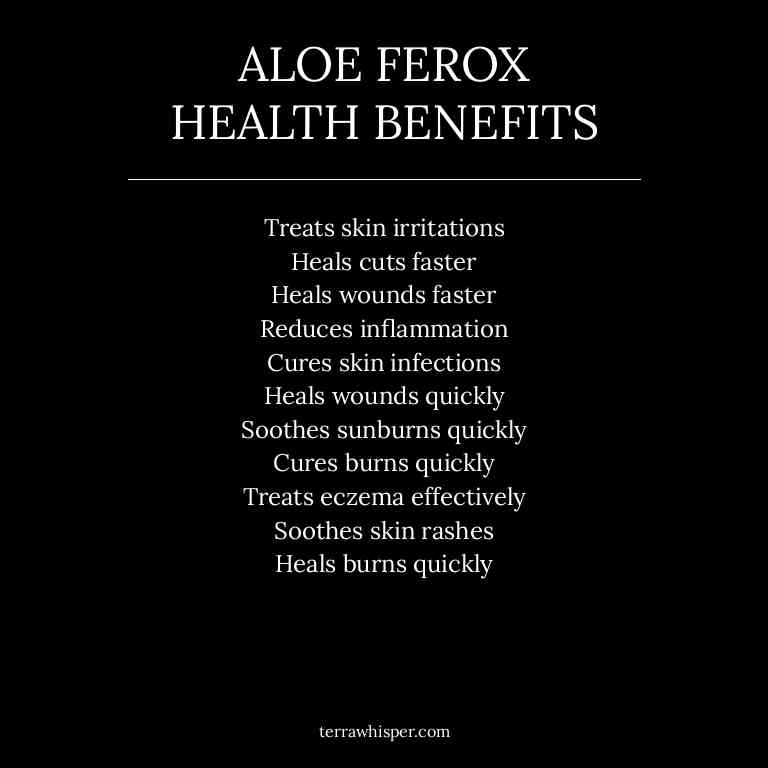 ALOE FEROX
HEALTH BENEFITS
Treats skin irritations
Heals cuts faster
Heals wounds faster
Reduces inflammation
Cures skin infections
Heals wounds quickly
Soothes sunburns quickly
Cures burns quickly
Treats eczema effectively
Soothes skin rashes
Heals burns quickly
terrawhisper.com